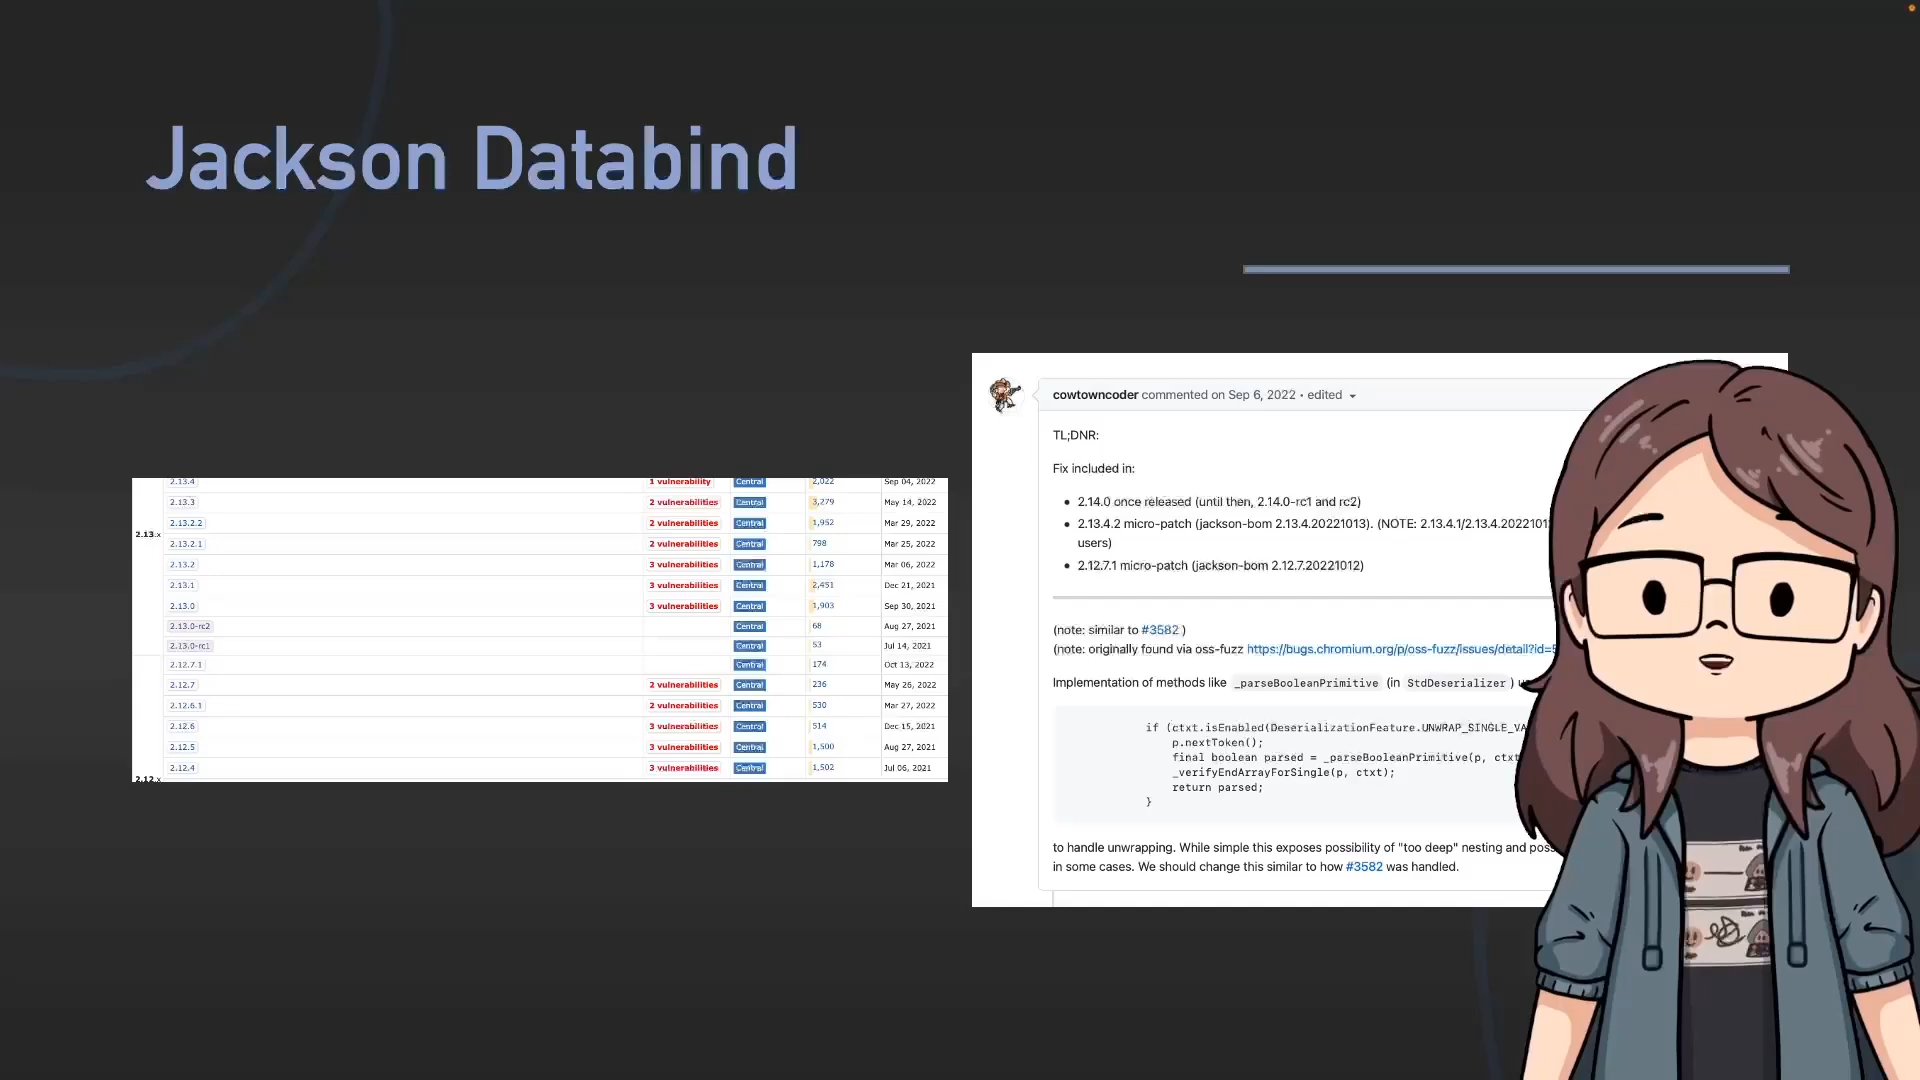 Jackson Databind
2.13.4 1 vulnerability Central 2,022 Sep 04, 2022
2.13.3 2 vulnerabilities Central 3,279 May 14, 2022
2.13.2.2 2 vulnerabilities Central 1,952 Mar 29, 2022
2.13.x
2.13.2.1 2 vulnerabilities Central 798 Mar 25, 2022
2.13.2 3 vulnerabilities Central 1,178 Mar 06, 2022
2.13.1 3 vulnerabilities Central 2,451 Dec 21, 2021
2.13.0 3 vulnerabilities Central 1,903 Sep 30, 2021
2.13.0-rc2 Central 68 Aug 27, 2021
2.13.0-rc1 Central 53 Jul 14, 2021
2.12.7.1 Central 174 Oct 13, 2022
2.12.7 2 vulnerabilities Central 236 May 26, 2022
2.12.6.1 2 vulnerabilities Central 530 Mar 27, 2022
2.12.6 3 vulnerabilities Central 514 Dec 15, 2021
2.12.5 3 vulnerabilities Central 1,500 Aug 27, 2021
2.12.4 3 vulnerabilities Central 1,502 Jul 06, 2021
2.12.x
cowtowncoder commented on Sep 6, 2022 • edited
TL;DNR:
Fix included in:
• 2.14.0 once released (until then, 2.14.0-rc1 and rc2)
• 2.13.4.2 micro-patch (jackson-bom 2.13.4.20221013). (NOTE: 2.13.4.1/2.13.4.2022101
users)
• 2.12.7.1 micro-patch (jackson-bom 2.12.7.20221012)
(note: similar to #3582 )
(note: originally found via oss-fuzz https://bugs.chromium.org/p/oss-fuzz/issues/detail?id=5
Implementation of methods like _parseBooleanPrimitive (in StdDeserializer ) u
if (ctxt.isEnabled(DeserializationFeature.UNWRAP_SINGLE_VA
p.nextToken();
final boolean parsed = _parseBooleanPrimitive(p, ctxt
_verifyEndArrayForSingle(p, ctxt);
return parsed;
}
to handle unwrapping. While simple this exposes possibility of "too deep" nesting and poss
in some cases. We should change this similar to how #3582 was handled.